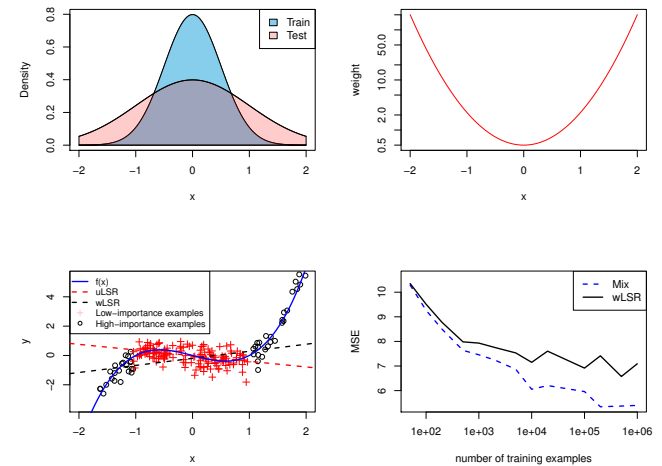 Density
0.0 0.2 0.4 0.6 0.8
Train
Test
−2 −1 0 1 2
x
weight
0.5 2.0 10.0 50.0
−2 −1 0 1 2
x
y
−2 0 2 4
f(x)
uLSR
wLSR
Low−importance examples
High−importance examples
−2 −1 0 1 2
x
MSE
6 7 8 9 10
Mix
wLSR
1e+02 1e+03 1e+04 1e+05 1e+06
number of training examples